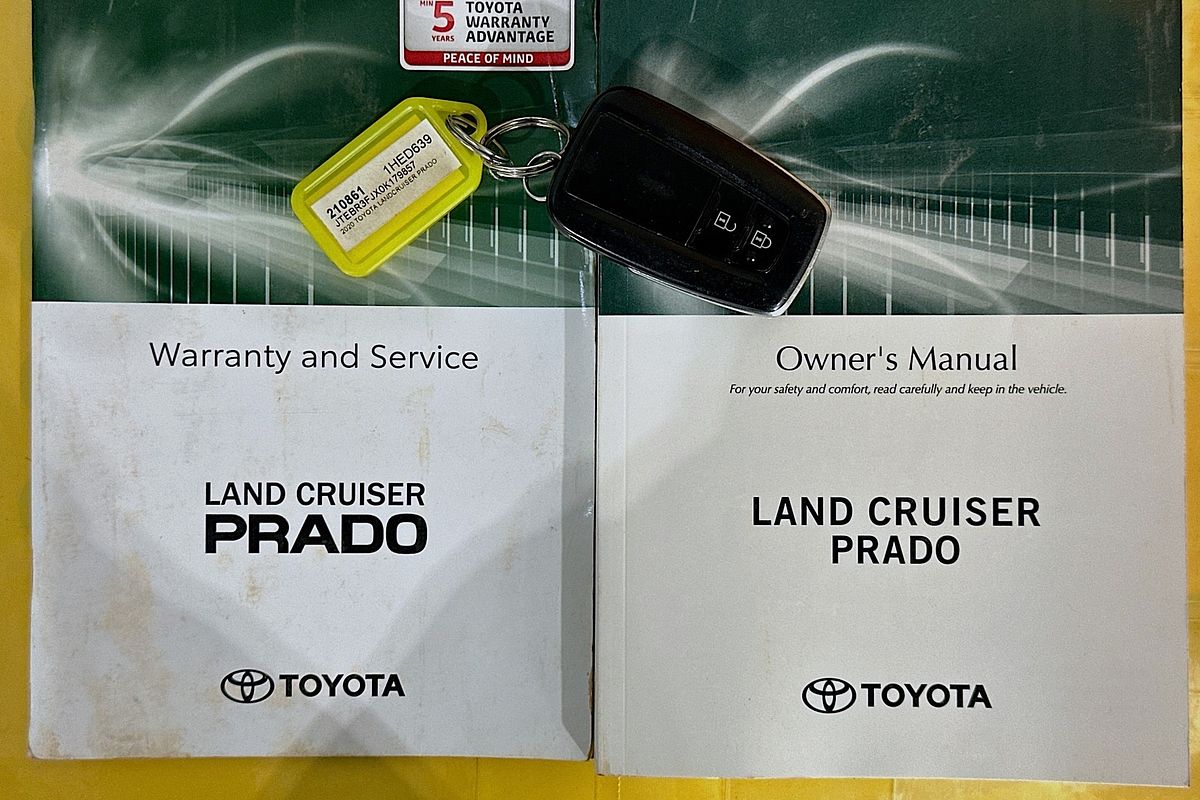 MIN 5 YEARS
TOYOTA
WARRANTY
ADVANTAGE
PEACE OF MIND
210861 1HED639
JTEBR3FJX0K179857
2020 TOYOTA LANDCRUISER PRADO
Warranty and Service
LAND CRUISER
PRADO
TOYOTA
Owner's Manual
For your safety and comfort, read carefully and keep in the vehicle.
LAND CRUISER
PRADO
TOYOTA